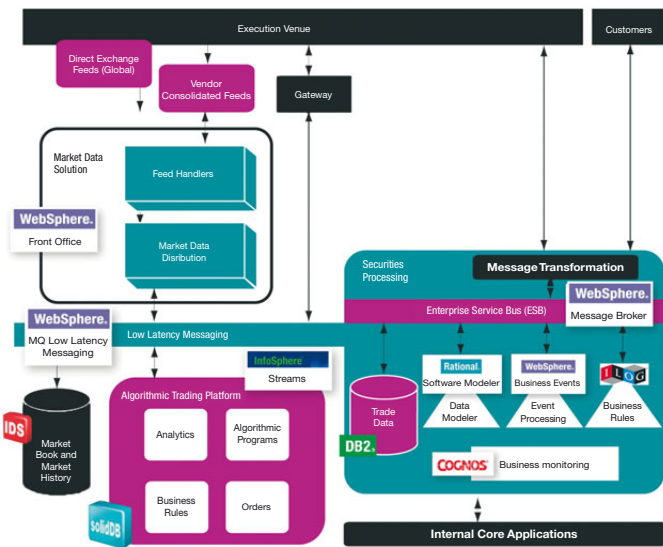 Execution Venue
Customers
Direct Exchange
Feeds (Global)
Vendor
Consolidated Feeds
Gateway
Market Data
Solution
Feed Handlers
WebSphere.
Front Office
Market Data
Disribution
Securities
Processing
Message Transformation
Enterprise Service Bus (ESB)
WebSphere.
Message Broker
WebSphere.
MQ Low Latency
Messaging
Low Latency Messaging
InfoSphere
Streams
Rational.
Software Modeler
Data
Modeler
WebSphere.
Business Events
Event
Processing
ILOG
Business
Rules
Algorithmic Trading Platform
Trade
Data
DB2.
IDS
Market
Book and
Market
History
Analytics
Algorithmic
Programs
Business
Rules
Orders
solidDB
COGNOS
Business monitoring
Internal Core Applications